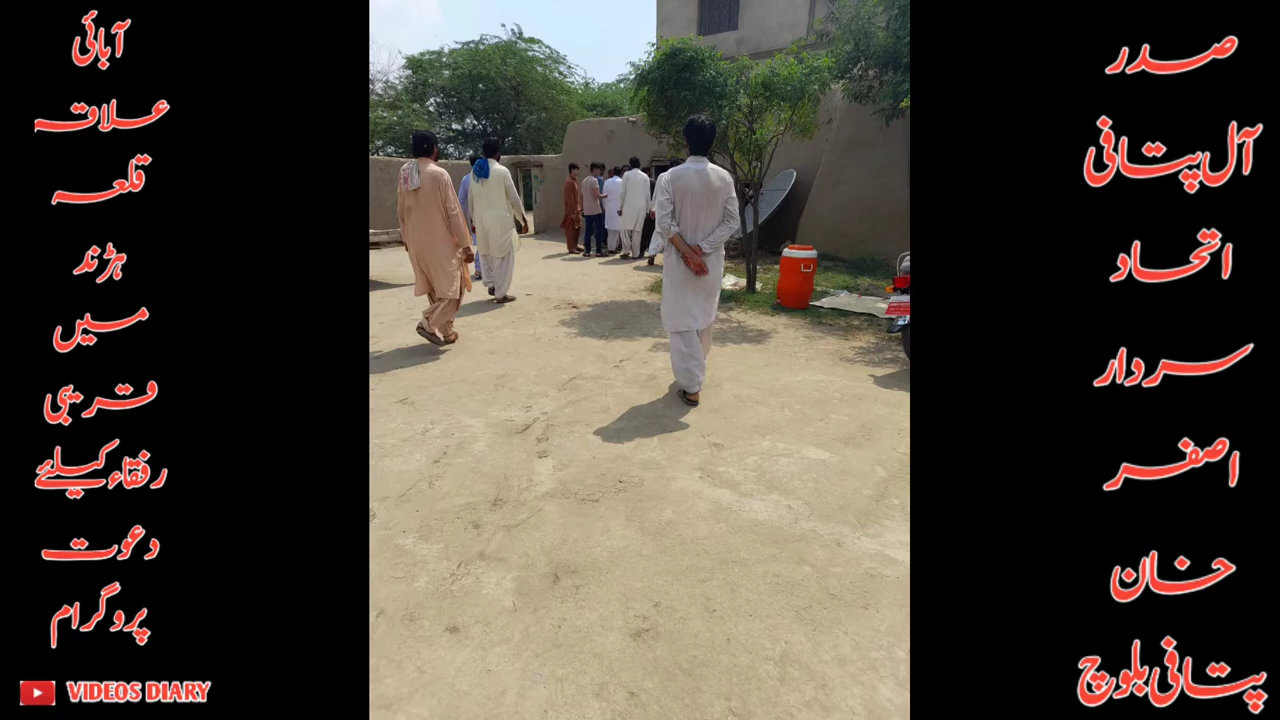 صدر
آل پتافی
اتحاد
سردار
اصغر
خان
پتافی بلوچ
آبائی
علاقہ
قلعہ
ہڑند
میں
قریبی
رفقاء کیلئے
دعوت
پروگرام
VIDEOS DIARY